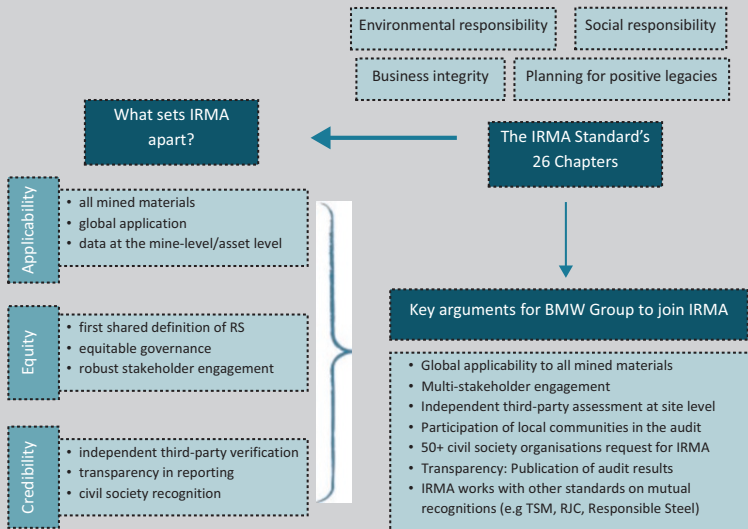 Environmental responsibility
Social responsibility
Business integrity
Planning for positive legacies
What sets IRMA
apart?
The IRMA Standard's
26 Chapters
Applicability
• all mined materials
• global application
• data at the mine-level/asset level
Equity
• first shared definition of RS
• equitable governance
• robust stakeholder engagement
Credibility
• independent third-party verification
• transparency in reporting
• civil society recognition
Key arguments for BMW Group to join IRMA
• Global applicability to all mined materials
• Multi-stakeholder engagement
• Independent third-party assessment at site level
• Participation of local communities in the audit
• 50+ civil society organisations request for IRMA
• Transparency: Publication of audit results
• IRMA works with other standards on mutual
recognitions (e.g TSM, RJC, Responsible Steel)